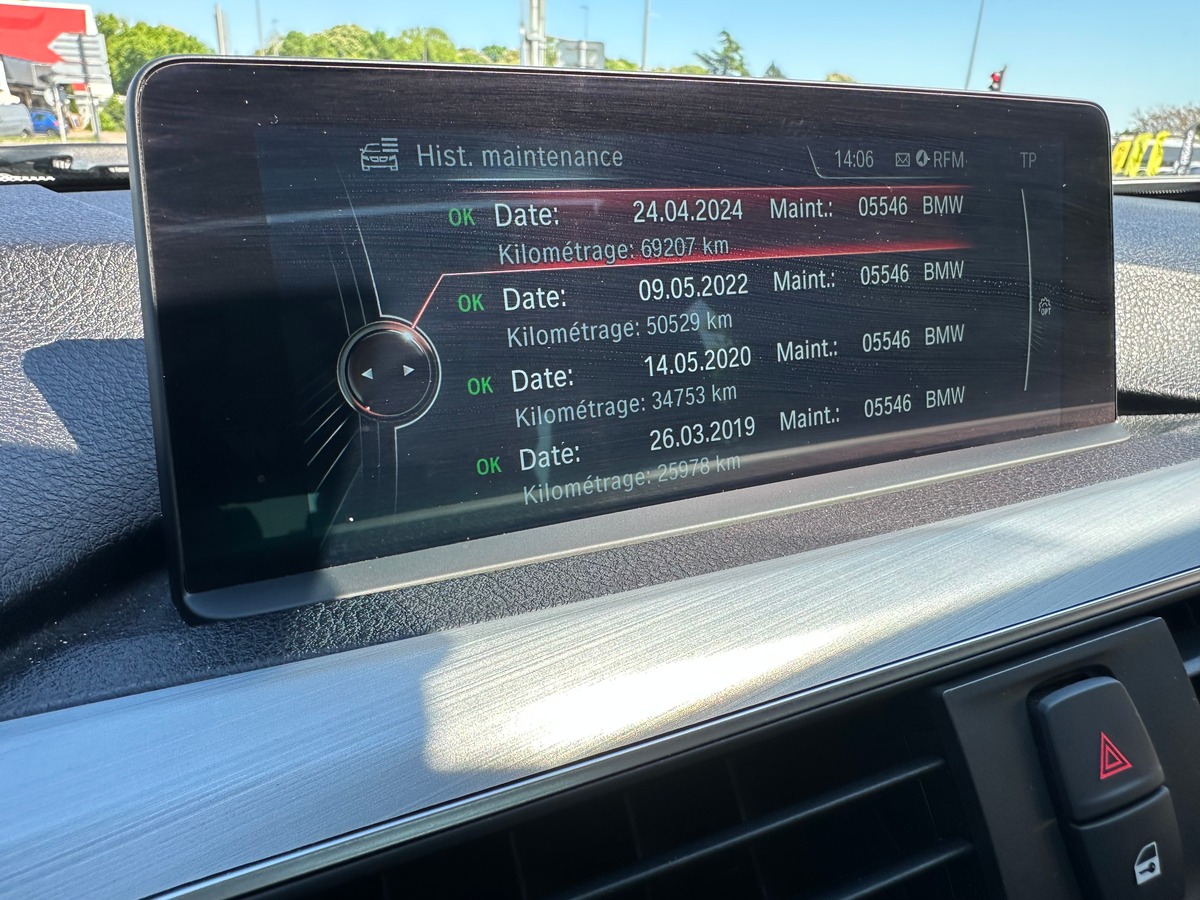 Hist. maintenance 14:06 RFM TP
OK Date: 24.04.2024 Maint.: 05546 BMW
Kilométrage: 69207 km
OK Date: 09.05.2022 Maint.: 05546 BMW
Kilométrage: 50529 km
OK Date: 14.05.2020 Maint.: 05546 BMW
Kilométrage: 34753 km
OK Date: 26.03.2019 Maint.: 05546 BMW
Kilométrage: 25978 km
OPT